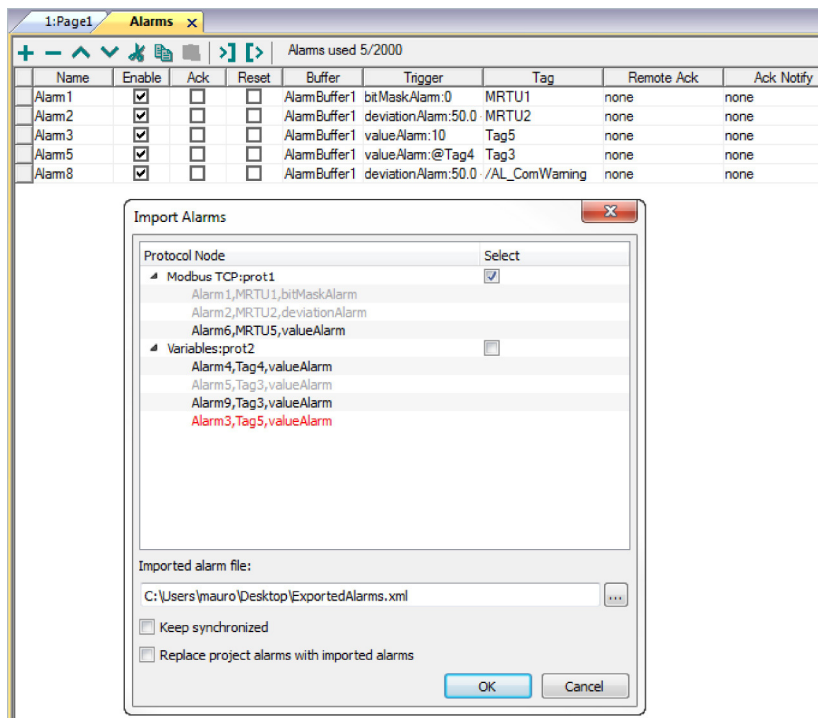 1:Page1 Alarms x
Alarms used 5/2000
Name Enable Ack Reset Buffer Trigger Tag Remote Ack Ack Notify
Alarm1 AlarmBuffer1 bitMaskAlarm:0 MRTU1 none none
Alarm2 AlarmBuffer1 deviationAlarm:50.0 - MRTU2 none none
Alarm3 AlarmBuffer1 valueAlarm:10 Tag5 none none
Alarm5 AlarmBuffer1 valueAlarm:@Tag4 Tag3 none none
Alarm8 AlarmBuffer1 deviationAlarm:50.0 - /AL_ComWarning none none
Import Alarms
Protocol Node Select
Modbus TCP:prot1
Alarm1,MRTU1,bitMaskAlarm
Alarm2,MRTU2,deviationAlarm
Alarm6,MRTU5,valueAlarm
Variables:prot2
Alarm4,Tag4,valueAlarm
Alarm5,Tag3,valueAlarm
Alarm9,Tag3,valueAlarm
Alarm3,Tag5,valueAlarm
Imported alarm file:
C:\Users\mauro\Desktop\ExportedAlarms.xml ...
Keep synchronized
Replace project alarms with imported alarms
OK Cancel